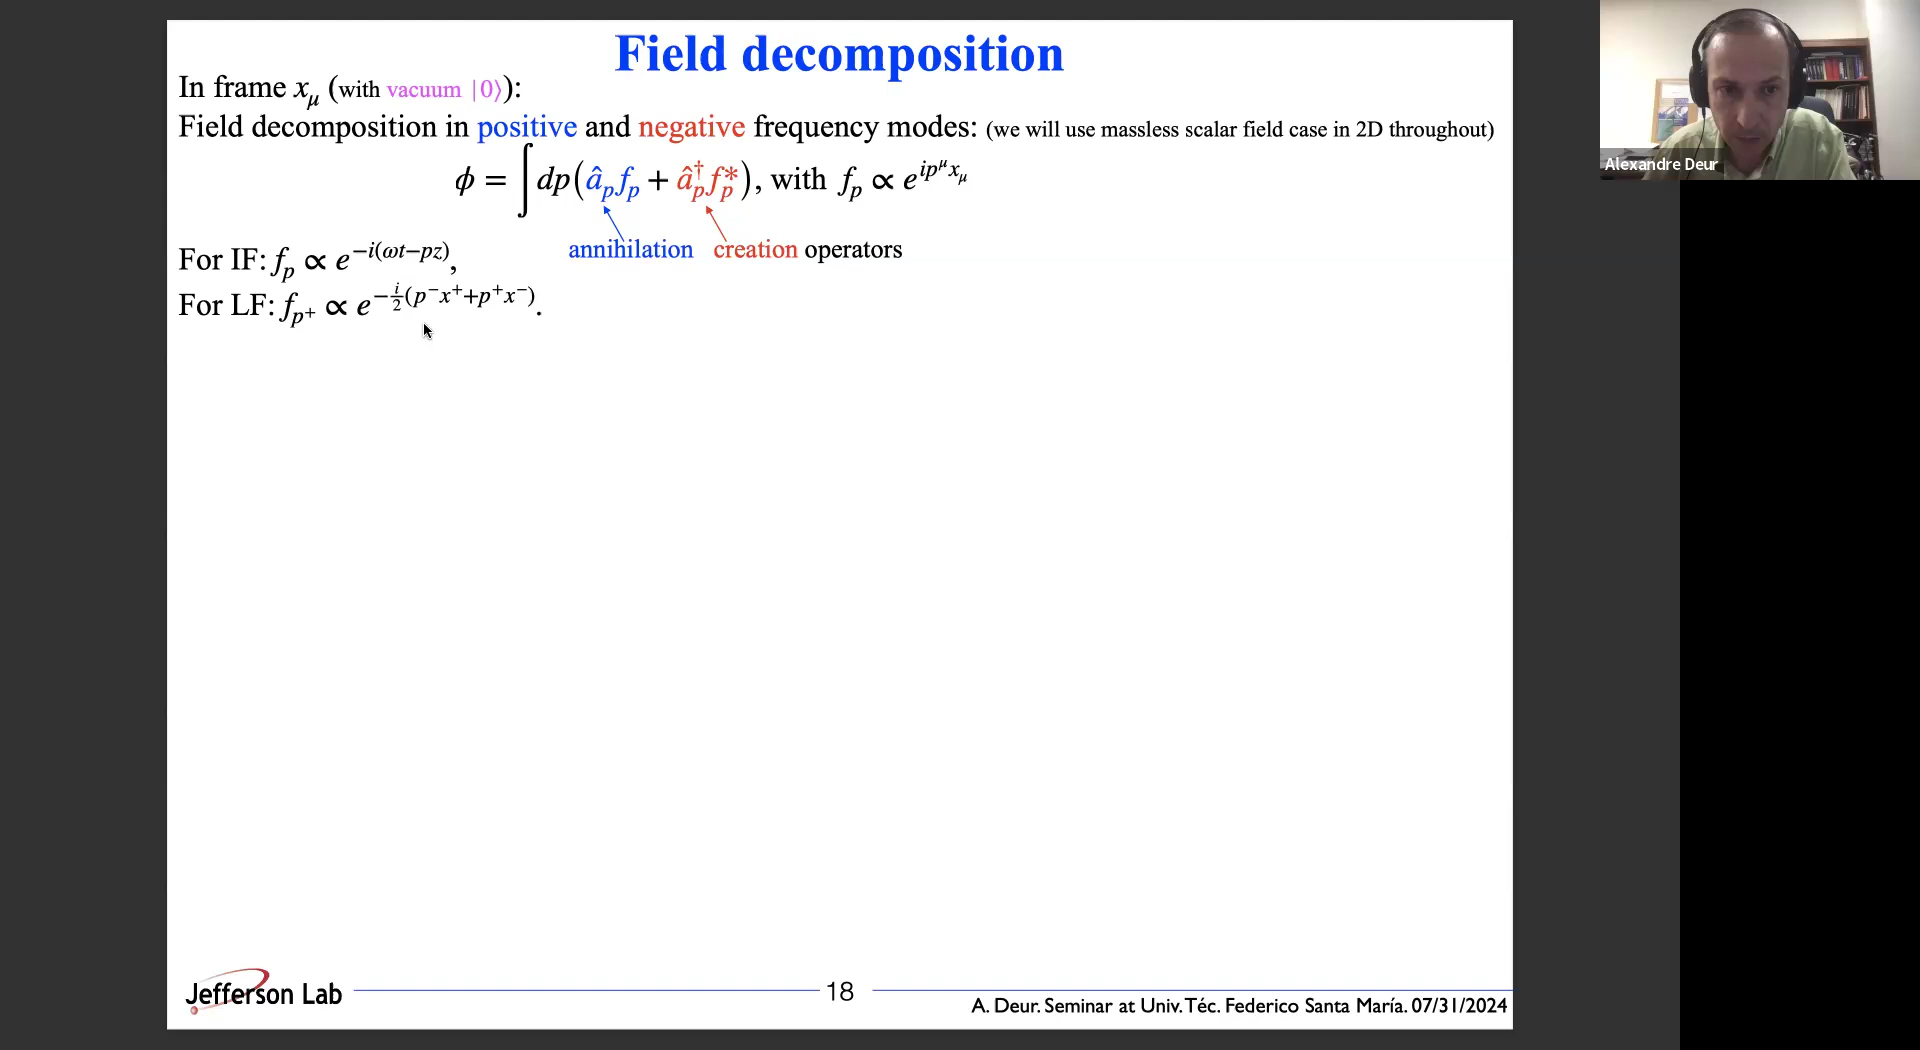 Field decomposition
In frame x_μ (with vacuum |0⟩):
Field decomposition in positive and negative frequency modes: (we will use massless scalar field case in 2D throughout)
ϕ = ∫dp(â_p f_p + â_p^† f_p^*), with f_p ∝ e^{ip^μ x_μ}
annihilation creation operators
For IF: f_p ∝ e^{−i(ωt−pz)},
For LF: f_{p^+} ∝ e^{−\frac{i}{2}(p^−x^++p^+x^−)}.
Jefferson Lab
18
A. Deur. Seminar at Univ. Téc. Federico Santa María. 07/31/2024
Alexandre Deur